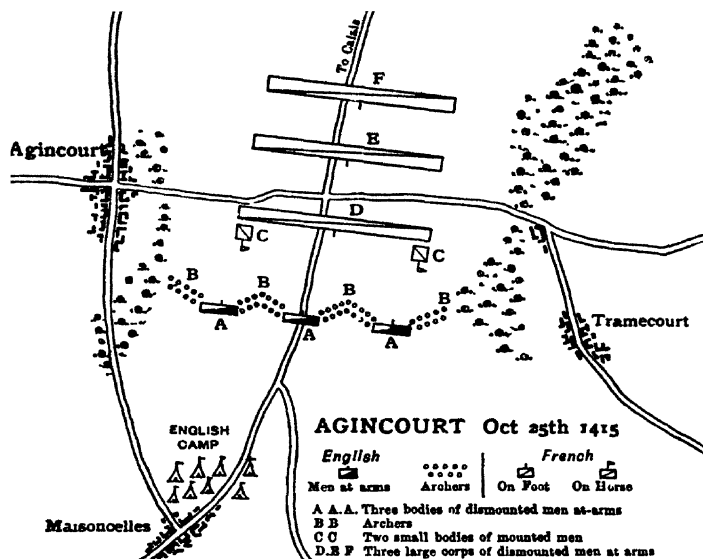 To Calais
F
Agincourt
E
D
C
C
B
B
B
B
A
A
A
Tramecourt
ENGLISH
CAMP
Maisoncelles
AGINCOURT Oct 25th 1415
English French
Men at arms Archers On Foot On Horse
A A.A. Three bodies of dismounted men at-arms
B B Archers
C C Two small bodies of mounted men
D.E F Three large corps of dismounted men at arms